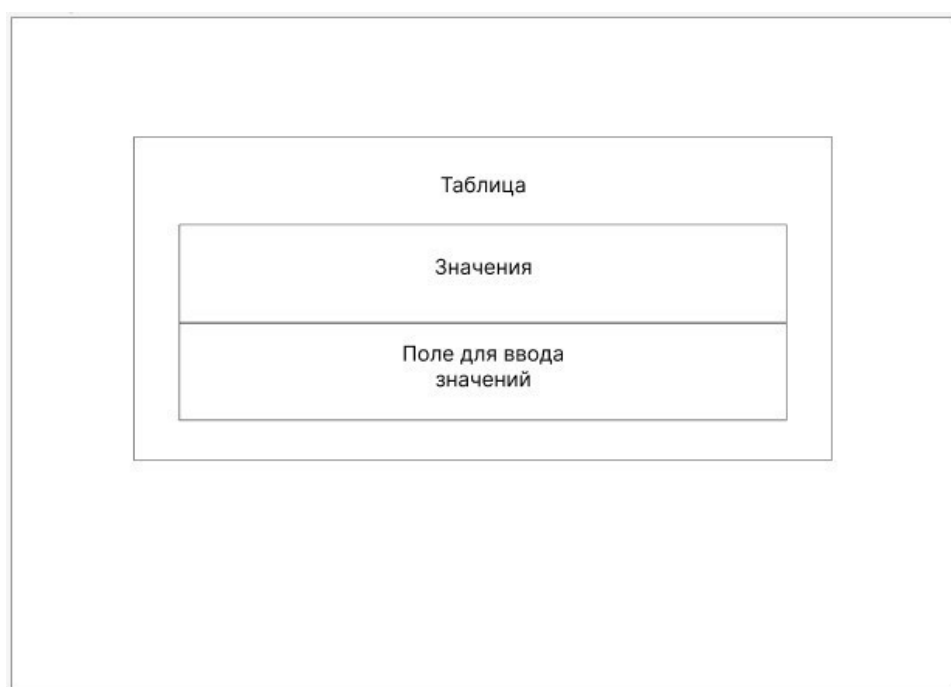 Таблица
Значения
Поле для ввода
значений